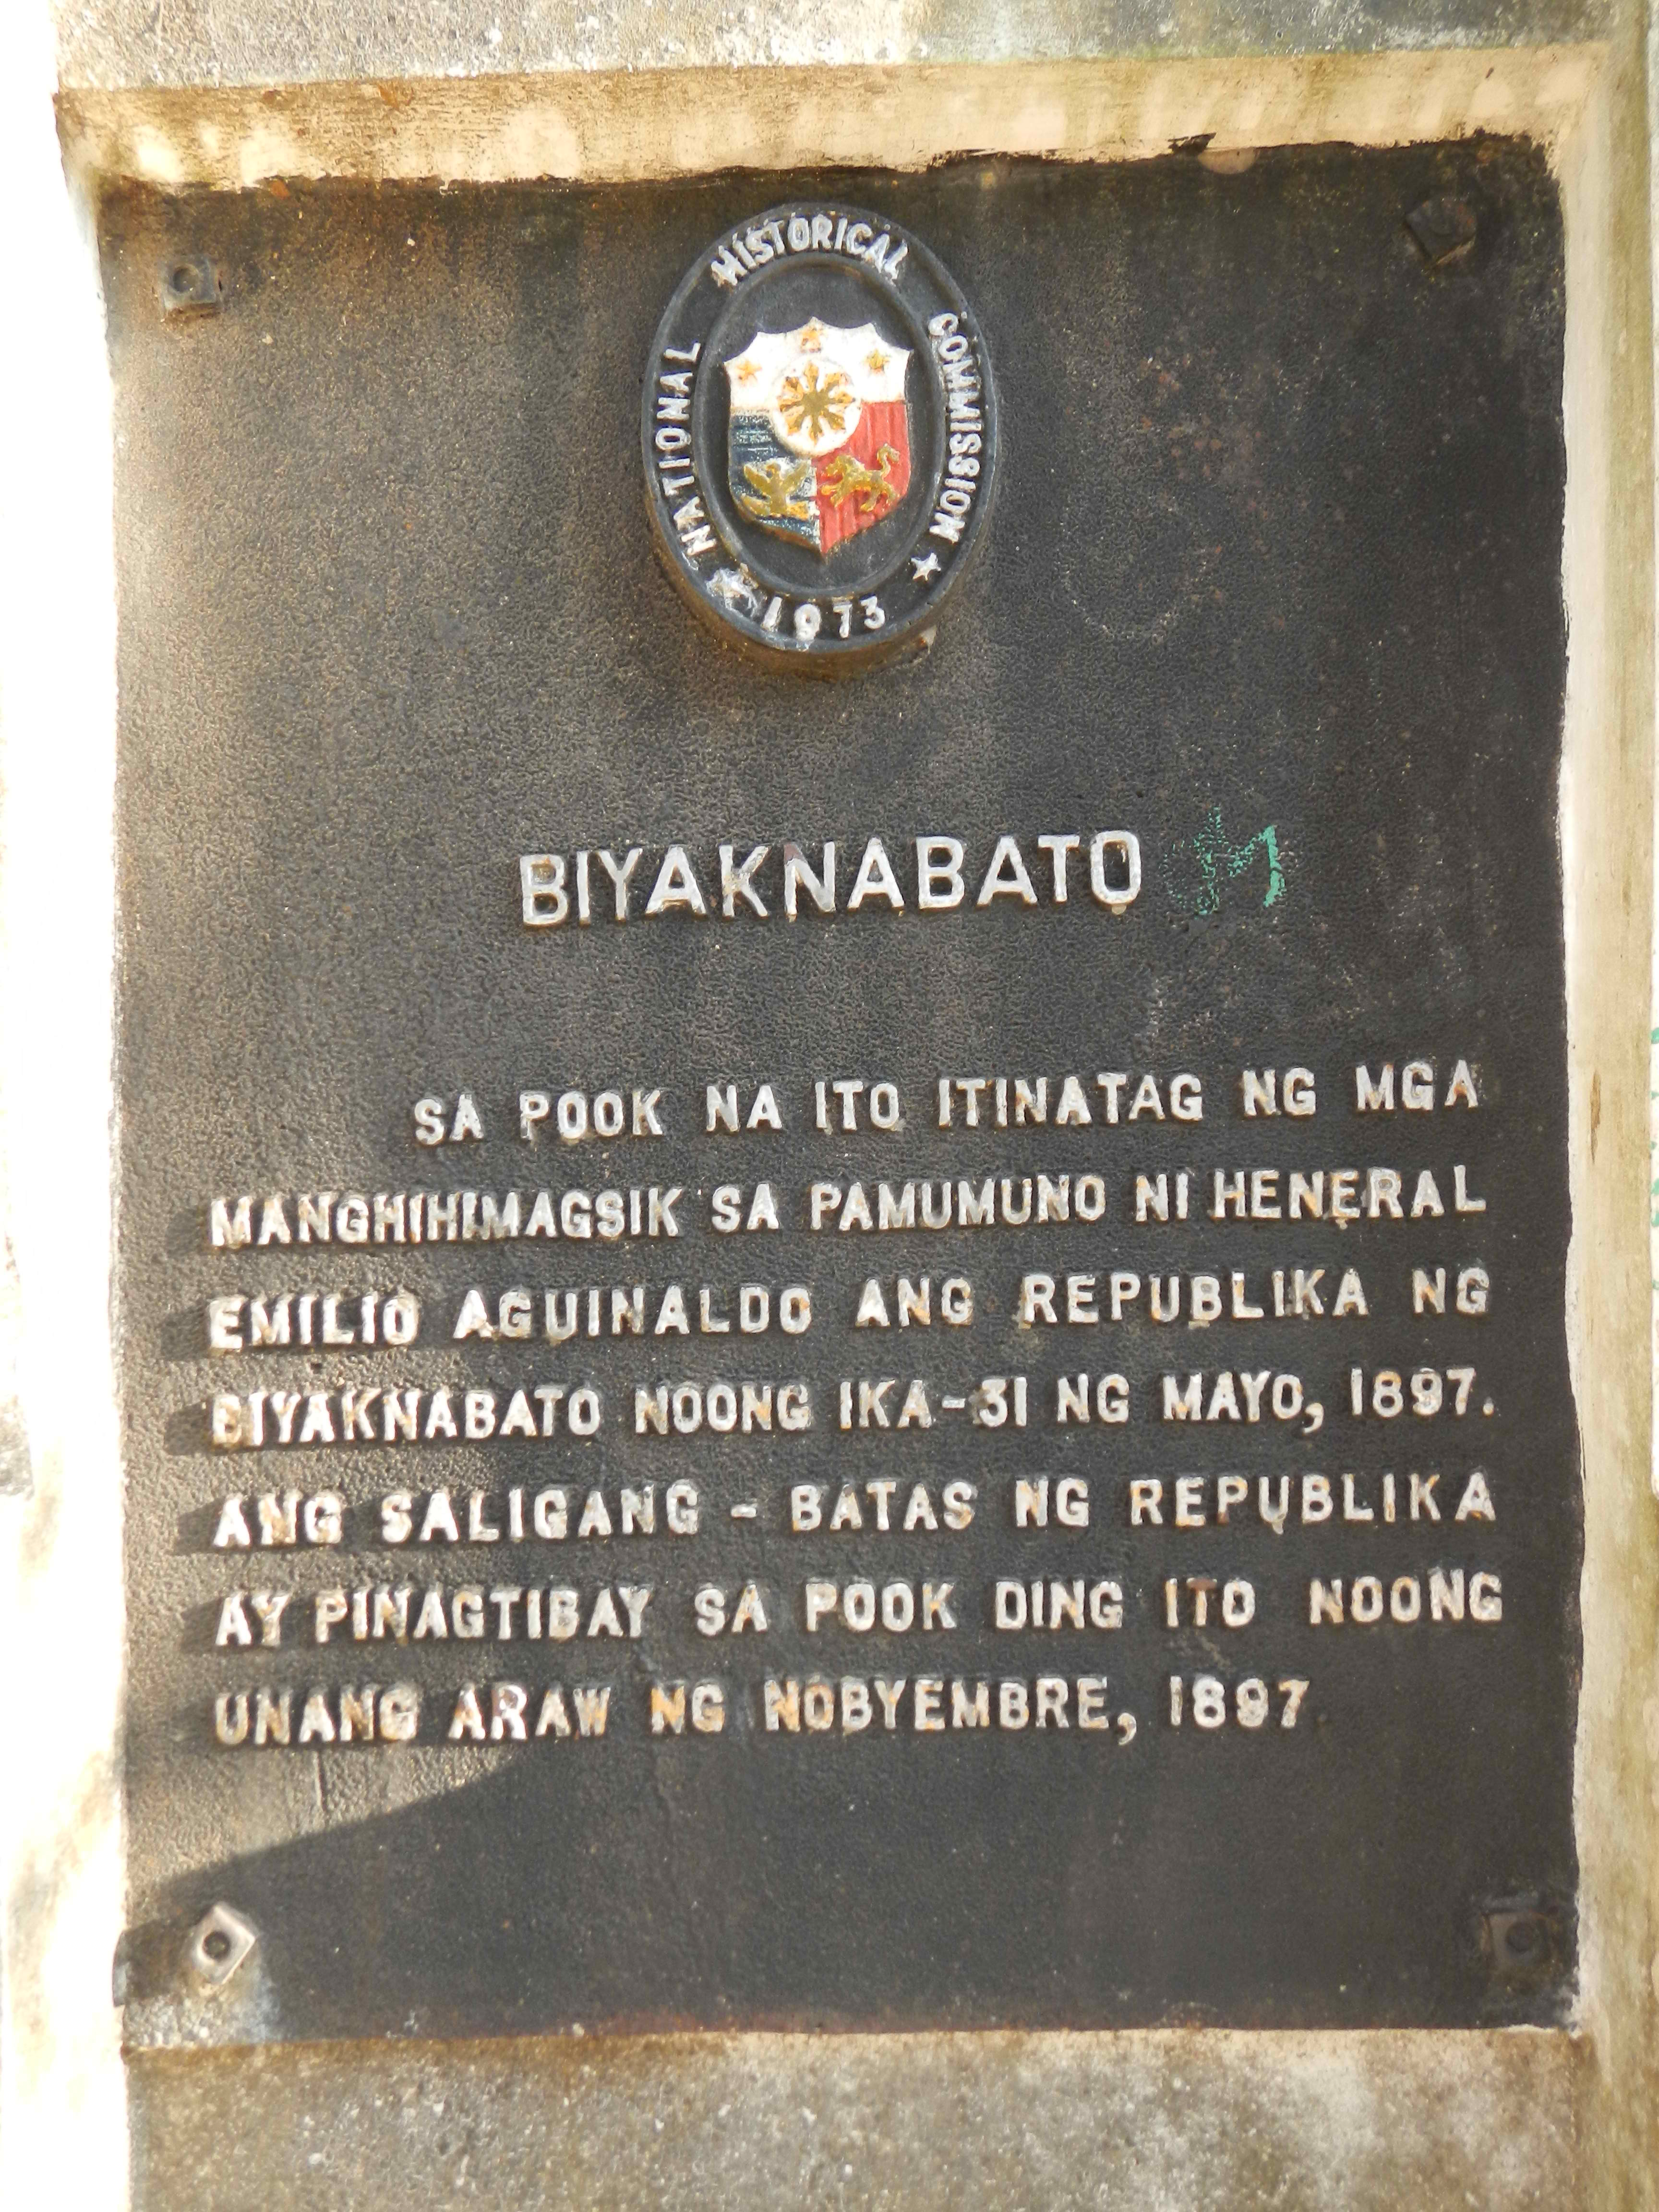 NATIONAL HISTORICAL COMMISSION
1973
BIYAKNABATO
SA POOK NA ITO ITINATAG NG MGA
MANGHIHIMAGSIK SA PAMUMUNO NI HENERAL
EMILIO AGUINALDO ANG REPUBLIKA NG
BIYAKNABATO NOONG IKA-31 NG MAYO, 1897.
ANG SALIGANG - BATAS NG REPUBLIKA
AY PINAGTIBAY SA POOK DING ITO NOONG
UNANG ARAW NG NOBYEMBRE, 1897